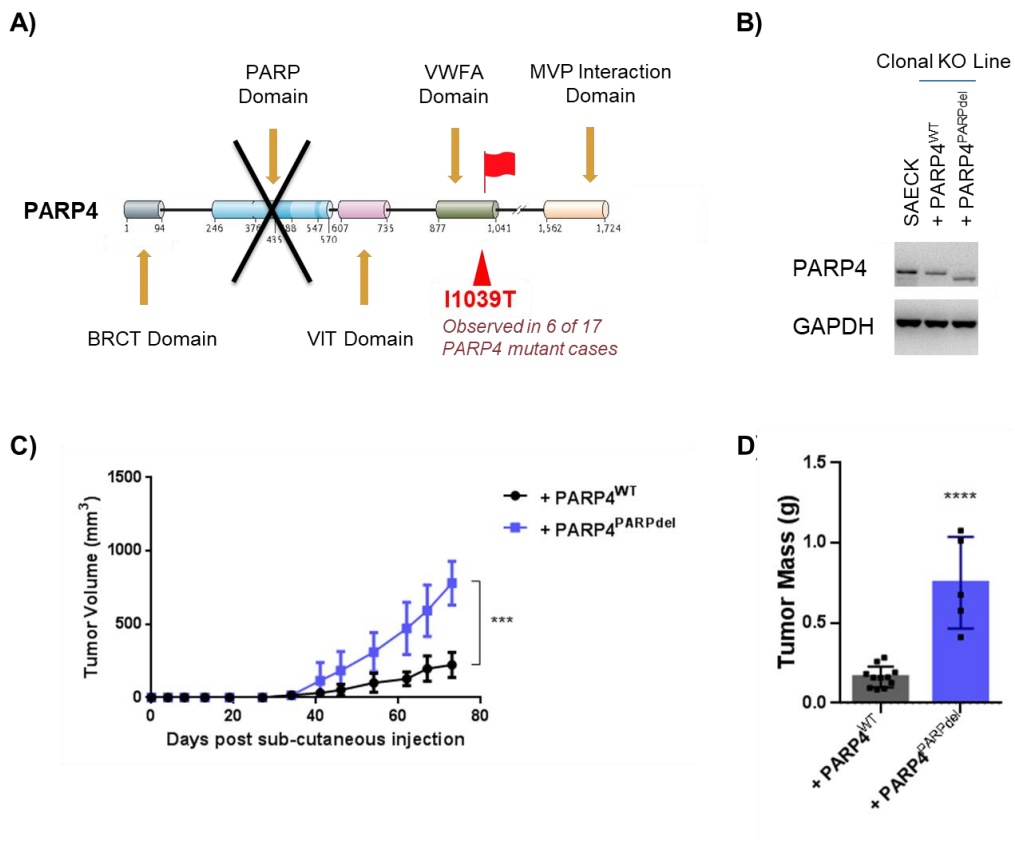 A)
PARP
Domain
VWFA
Domain
MVP Interaction
Domain
PARP4
1 94 246 376 547 570 607 735 877 1,041 1,562 1,724
I1039T
Observed in 6 of 17
PARP4 mutant cases
BRCT Domain
VIT Domain
B)
Clonal KO Line
SAECK
+ PARP4WT
+ PARP4PARPdel
PARP4
GAPDH
C)
Tumor Volume (mm3)
1500
1000
500
0
0 20 40 60 80
Days post sub-cutaneous injection
+ PARP4WT
+ PARP4PARPdel
***
D)
Tumor Mass (g)
1.5
1.0
0.5
0.0
****
+ PARP4WT
+ PARP4PARPdel